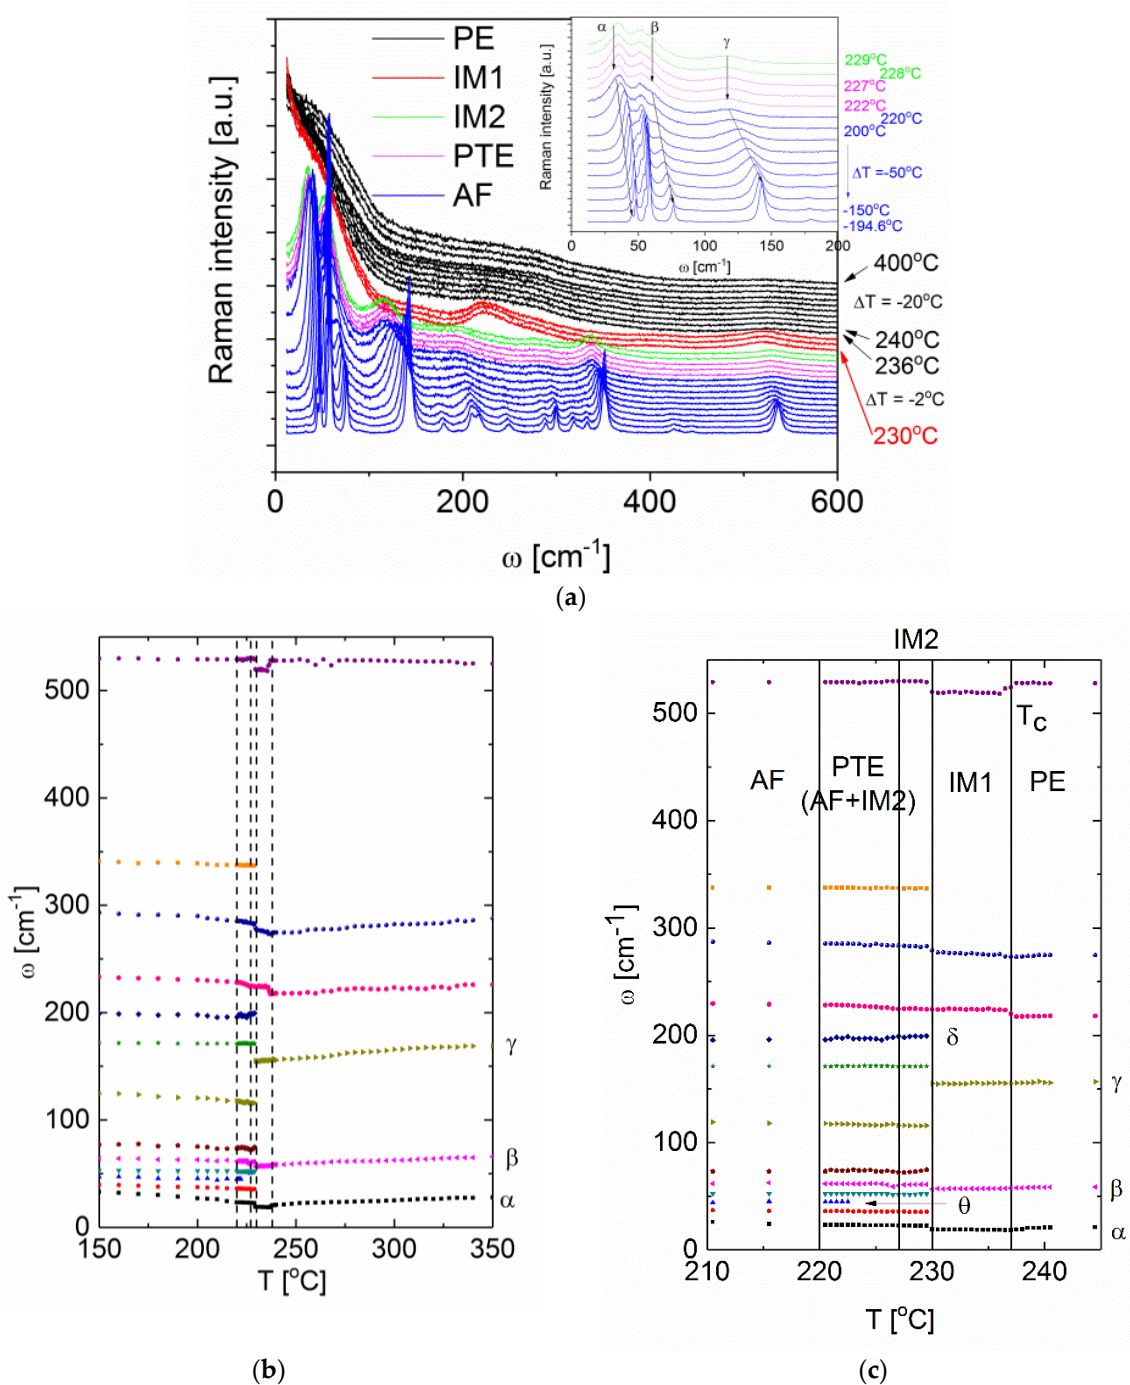 PE
IM1
IM2
PTE
AF
Raman intensity [a.u.]
0
200
400
600
ω [cm⁻¹]
Raman intensity [a.u.]
α
β
γ
0
50
100
150
200
ω [cm⁻¹]
229°C
228°C
227°C
222°C
220°C
200°C
ΔT =-50°C
-150°C
-194.6°C
400°C
ΔT = -20°C
240°C
236°C
ΔT = -2°C
230°C
(a)
500
400
300
200
100
0
ω [cm⁻¹]
γ
β
α
150
200
250
300
350
T [°C]
(b)
IM2
500
400
300
200
100
0
ω [cm⁻¹]
T_C
AF
PTE
(AF+IM2)
IM1
PE
δ
γ
β
θ
α
210
220
230
240
T [°C]
(c)